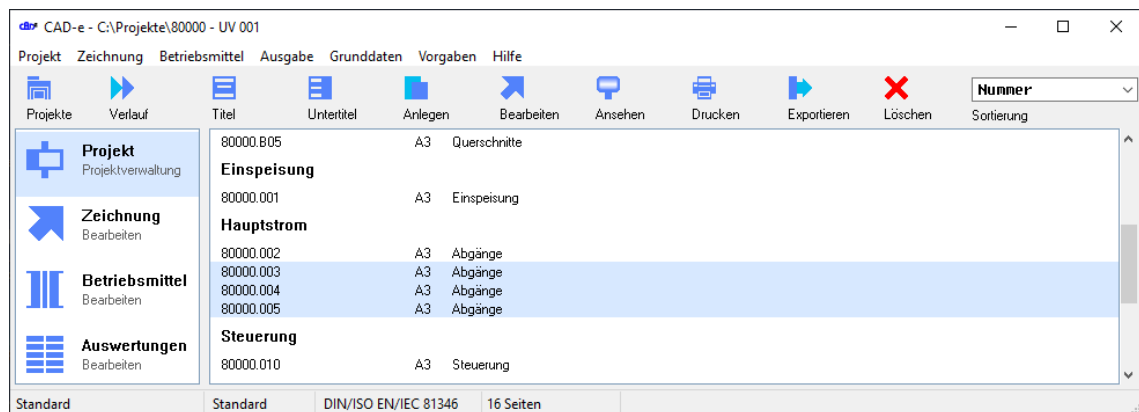 CAD-e - C:\Projekte\80000 - UV 001
Projekt Zeichnung Betriebsmittel Ausgabe Grunddaten Vorgaben Hilfe
Projekte Verlauf Titel Untertitel Anlegen Bearbeiten Ansehen Drucken Exportieren Löschen
Nummer
Sortierung
Projekt
Projektverwaltung
Zeichnung
Bearbeiten
Betriebsmittel
Bearbeiten
Auswertungen
Bearbeiten
80000.B05 A3 Querschnitte
Einspeisung
80000.001 A3 Einspeisung
Hauptstrom
80000.002 A3 Abgänge
80000.003 A3 Abgänge
80000.004 A3 Abgänge
80000.005 A3 Abgänge
Steuerung
80000.010 A3 Steuerung
Standard Standard DIN/ISO EN/IEC 81346 16 Seiten